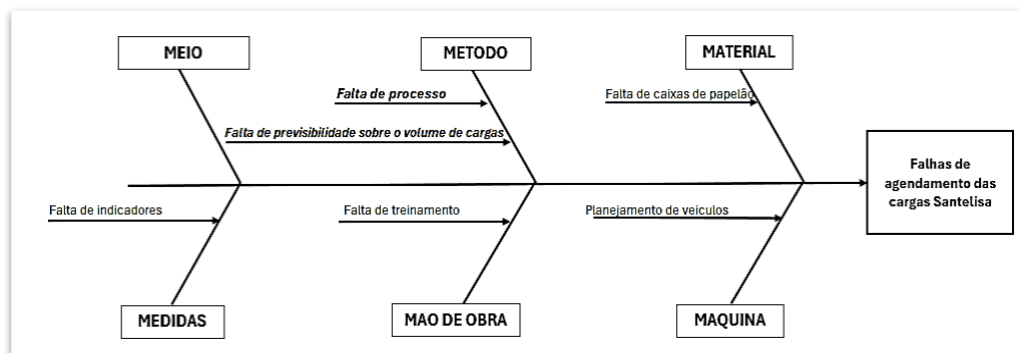 MEIO
METODO
MATERIAL
Falta de processo
Falta de caixas de papelão
Falta de previsibilidade sobre o volume de cargas
Falhas de
agendamento das
cargas Santelisa
Falta de indicadores
Falta de treinamento
Planejamento de veiculos
MEDIDAS
MAO DE OBRA
MAQUINA